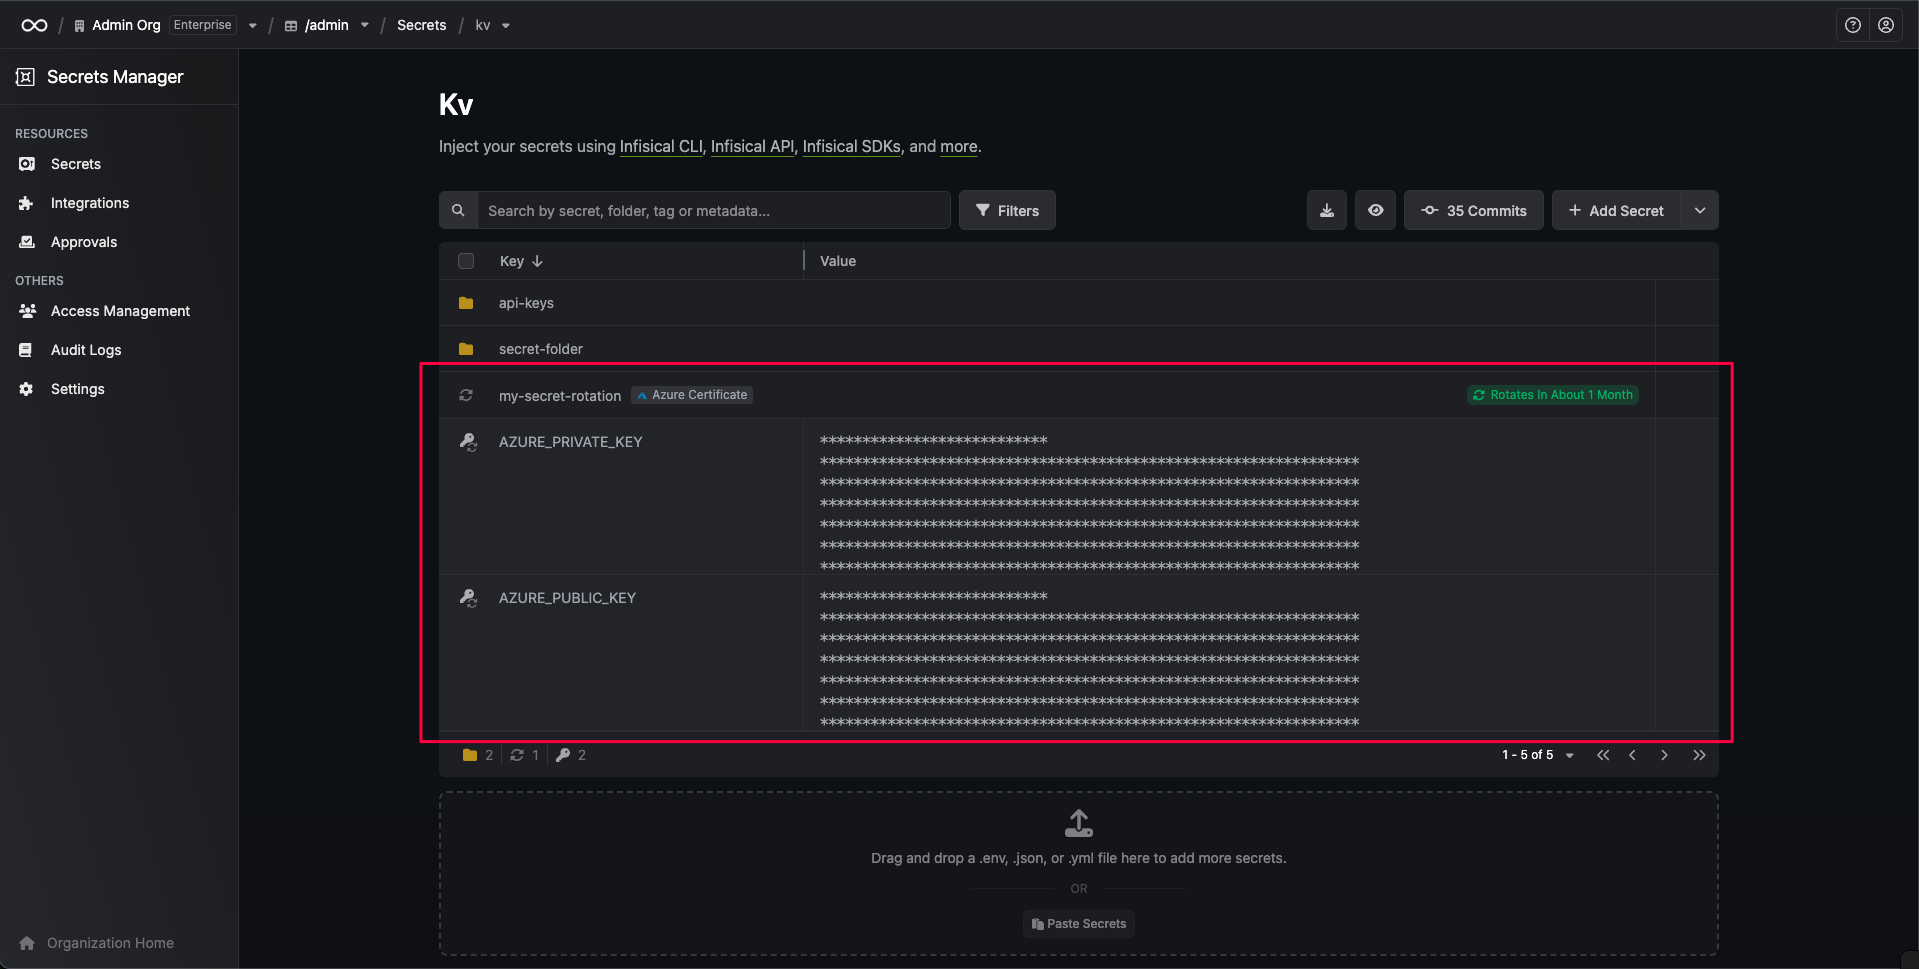 / Admin Org Enterprise / /admin / Secrets / kv
Secrets Manager
RESOURCES
Secrets
Integrations
Approvals
OTHERS
Access Management
Audit Logs
Settings
Organization Home
Kv
Inject your secrets using Infisical CLI, Infisical API, Infisical SDKs, and more.
Search by secret, folder, tag or metadata...
Filters
35 Commits
+ Add Secret
Key Value
api-keys
secret-folder
my-secret-rotation Azure Certificate Rotates In About 1 Month
AZURE_PRIVATE_KEY ***************************
****************************************************************
****************************************************************
****************************************************************
****************************************************************
****************************************************************
****************************************************************
AZURE_PUBLIC_KEY ***************************
****************************************************************
****************************************************************
****************************************************************
****************************************************************
****************************************************************
****************************************************************
2 1 2 1 - 5 of 5
Drag and drop a .env, .json, or .yml file here to add more secrets.
OR
Paste Secrets